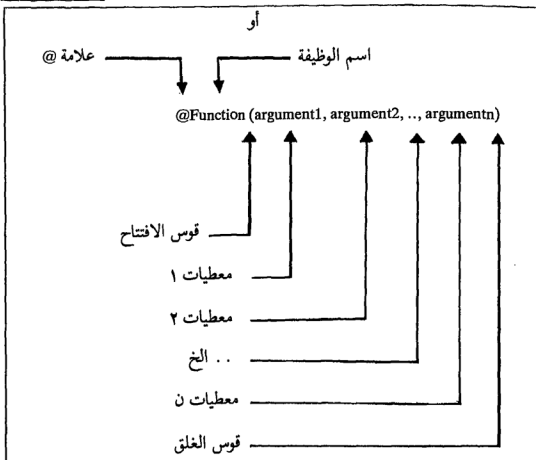 أو
علامة @ اسم الوظيفة
@Function (argument1, argument2, .., argumentn)
قوس الافتتاح
معطيات ١
معطيات ٢
.. الخ
معطيات ن
قوس الغلق